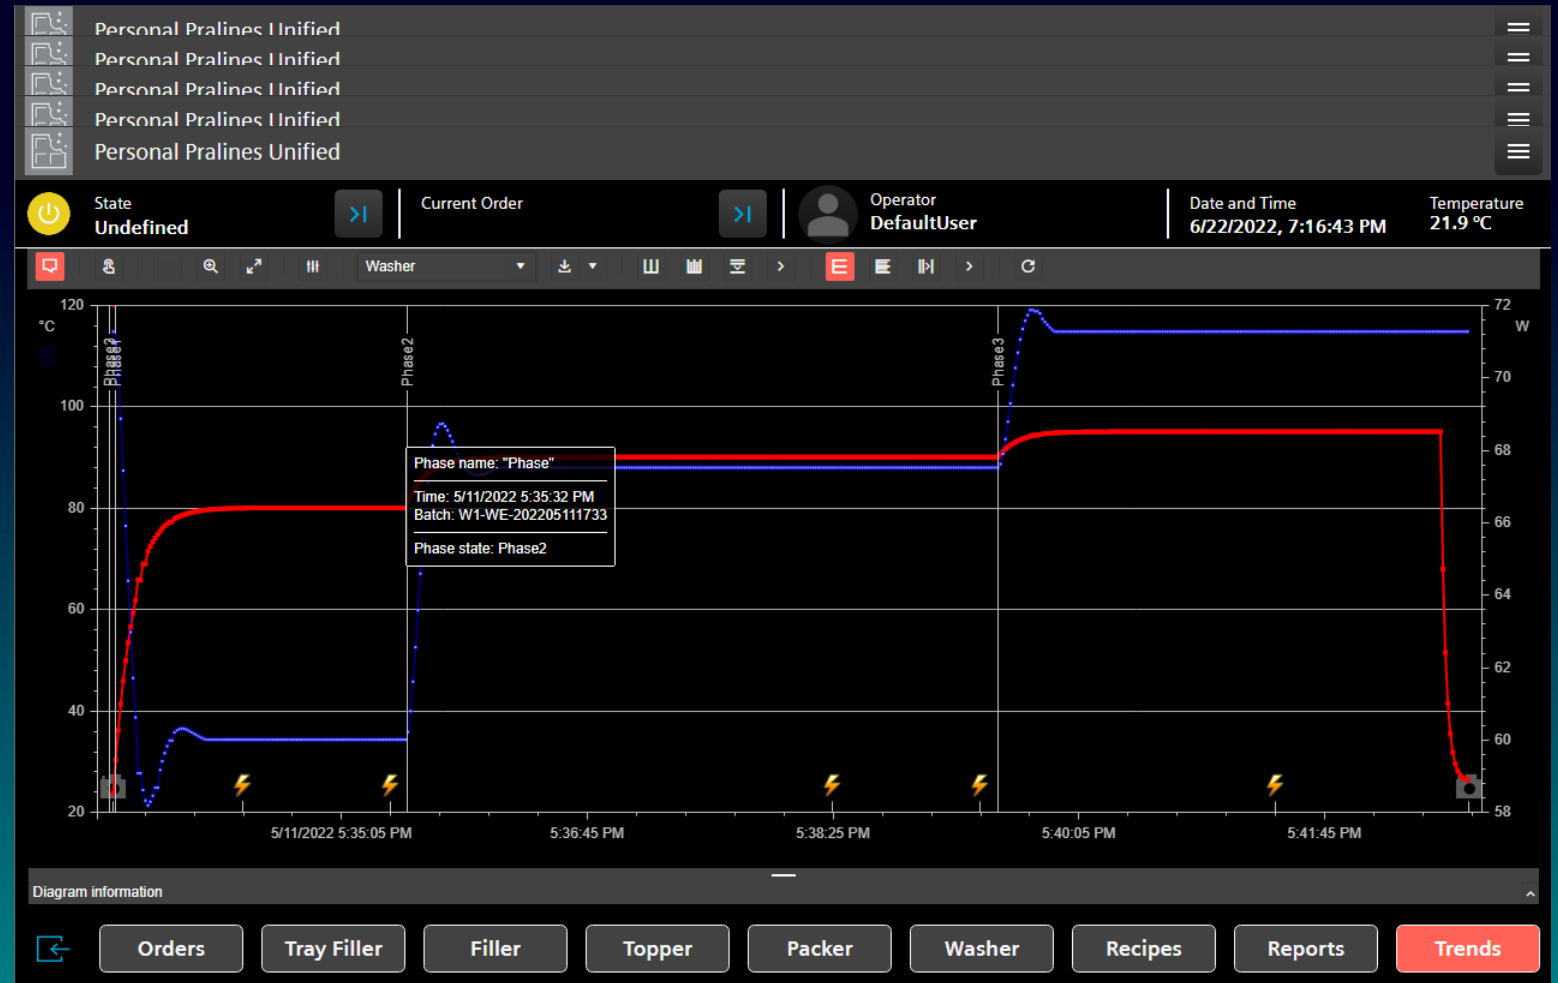 Personal Pralines Unified
Personal Pralines Unified
Personal Pralines Unified
Personal Pralines Unified
Personal Pralines Unified
State
Undefined
Current Order
Operator
DefaultUser
Date and Time
6/22/2022, 7:16:43 PM
Temperature
21.9 °C
Washer
120
100
80
60
40
20
°C
Phase1
Phase2
Phase3
72
70
68
66
64
62
60
58
W
Phase name: "Phase"
Time: 5/11/2022 5:35:32 PM
Batch: W1-WE-202205111733
Phase state: Phase2
5/11/2022 5:35:05 PM
5:36:45 PM
5:38:25 PM
5:40:05 PM
5:41:45 PM
Diagram information
Orders
Tray Filler
Filler
Topper
Packer
Washer
Recipes
Reports
Trends